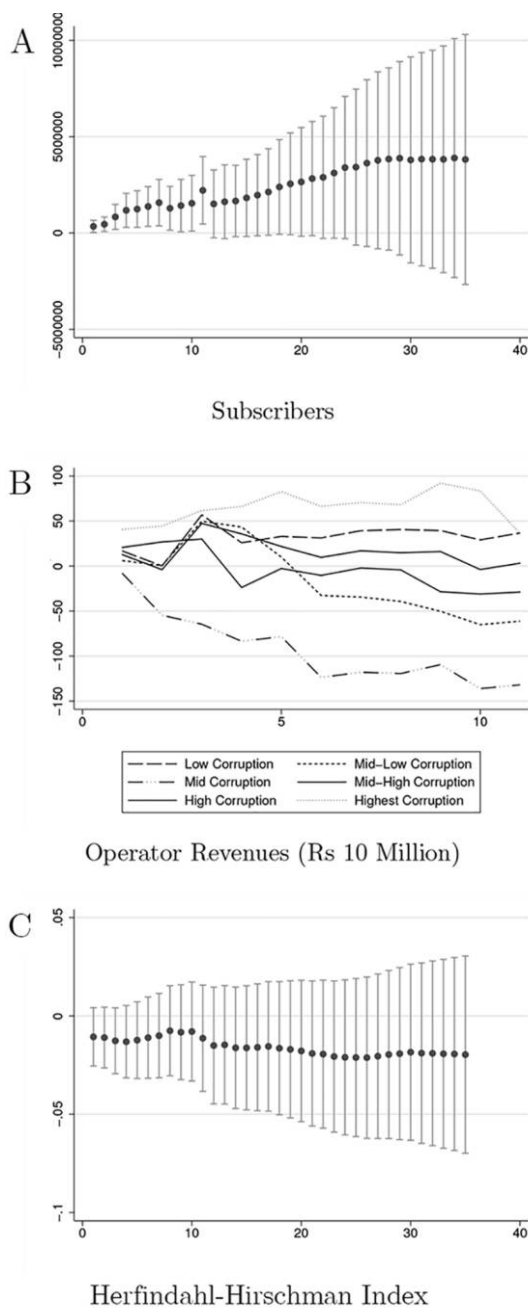 A
10000000
5000000
0
−5000000
0 10 20 30 40
Subscribers
B
100
50
0
−50
−100
−150
0 5 10
Low Corruption Mid−Low Corruption
Mid Corruption Mid−High Corruption
High Corruption Highest Corruption
Operator Revenues (Rs 10 Million)
C
.05
0
−.05
−.1
0 10 20 30 40
Herfindahl-Hirschman Index